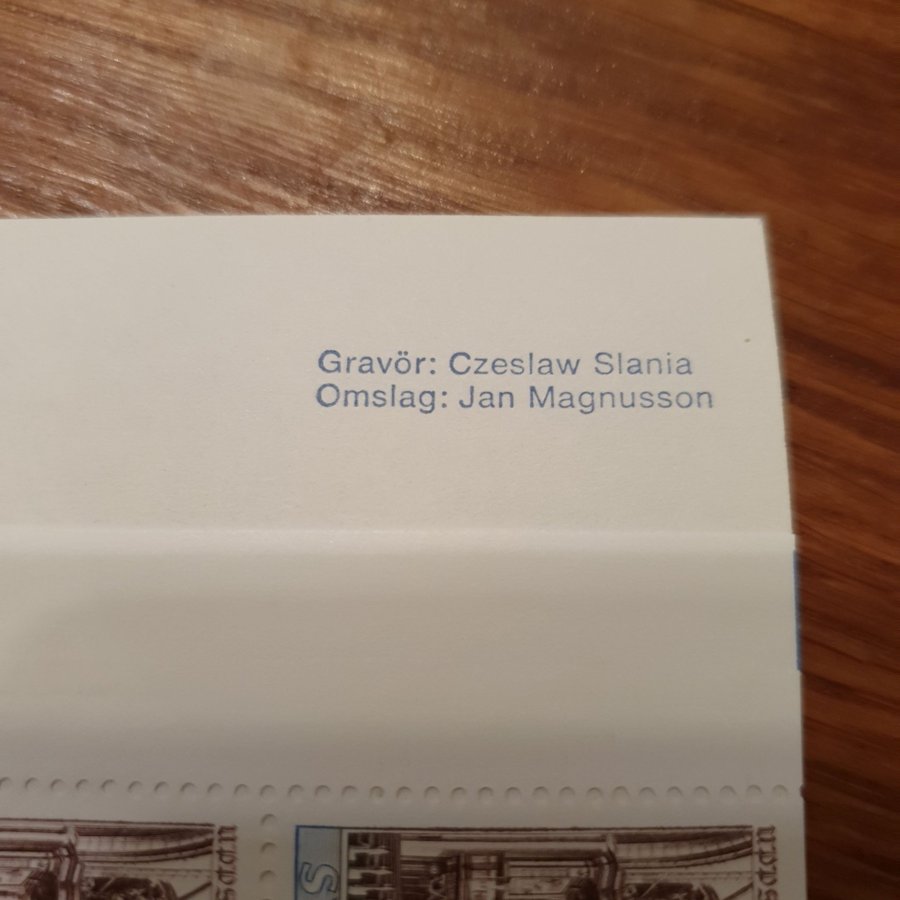 Gravör: Czeslaw Slania
Omslag: Jan Magnusson